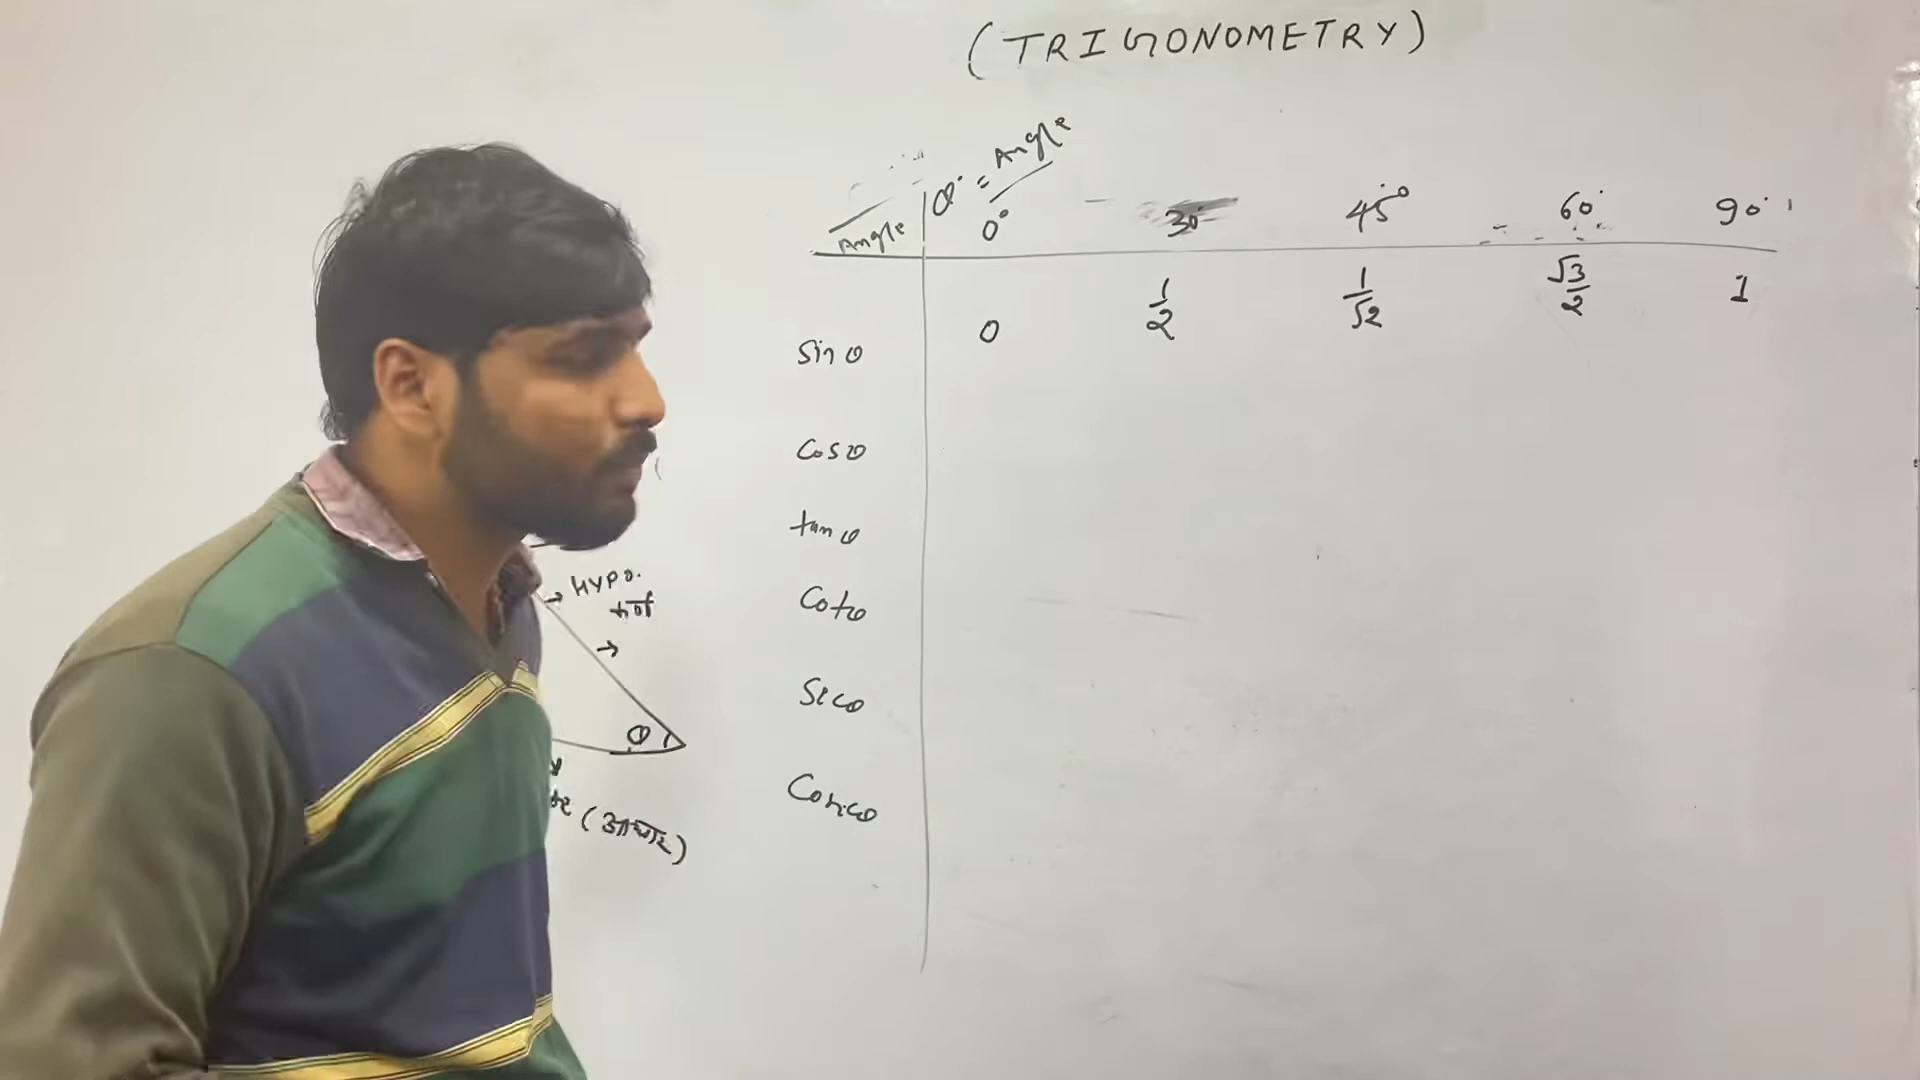 (TRIGONOMETRY)
θ° = Angle
Angle 0° 30° 45° 60° 90°
sin θ 0 1/2 1/√2 √3/2 1
cos θ
tan θ
cot θ
sec θ
cosec θ
→ HYPO.
कर्ण
→
θ
(आधार)